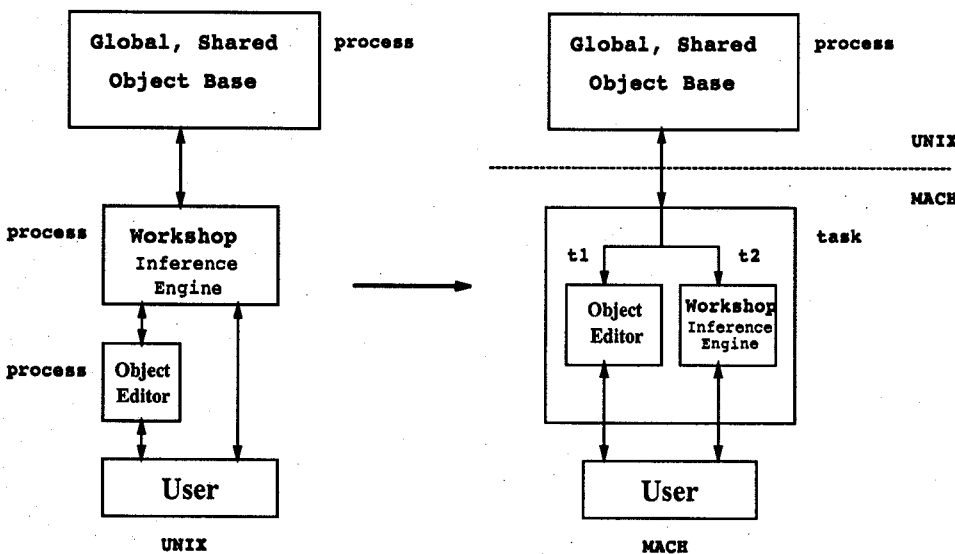 Global, Shared
Object Base
process
process
Workshop
Inference
Engine
process
Object
Editor
User
UNIX
Global, Shared
Object Base
process
UNIX
MACH
task
t1
t2
Object
Editor
Workshop
Inference
Engine
User
MACH